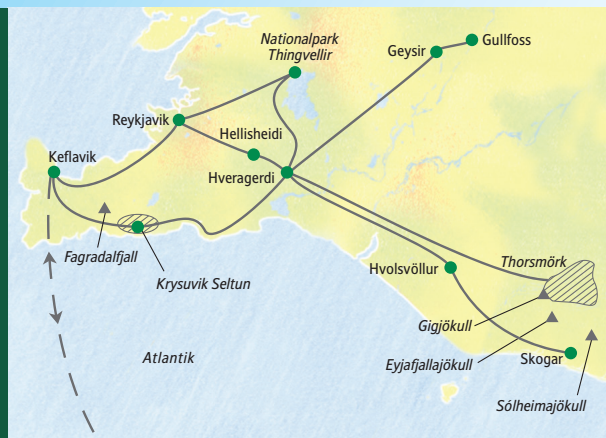 Nationalpark
Thingvellir
Geysir
Gullfoss
Reykjavik
Hellisheidi
Keflavik
Hveragerdi
Fagradalfjall
Krysuvik Seltun
Hvolsvöllur
Thorsmörk
Gigjökull
Atlantik
Eyjafjallajökull
Skogar
Sólheimajökull